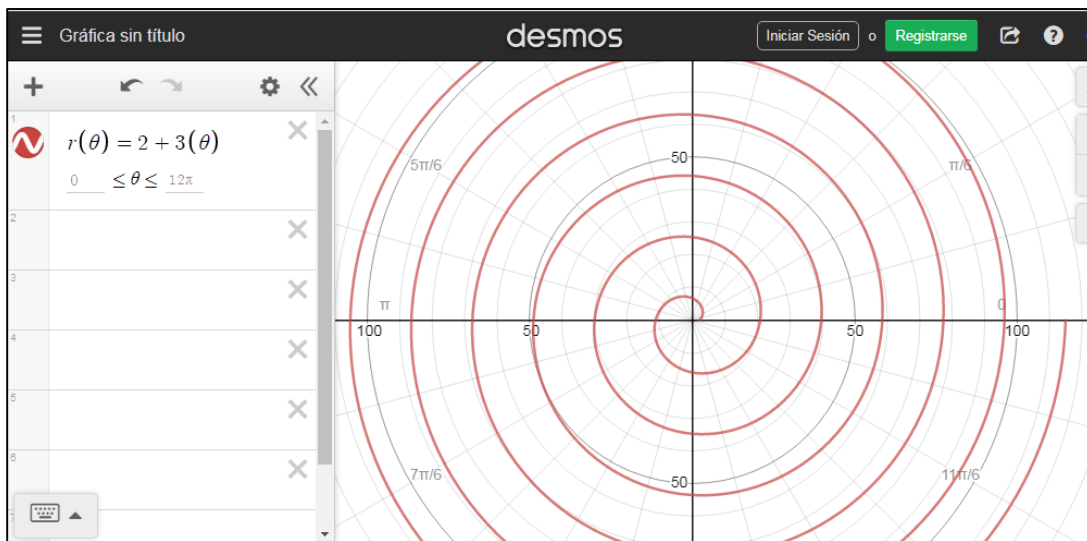 Gráfica sin título
desmos
Iniciar Sesión o Registrarse
1
r(θ) = 2 + 3(θ)
0 ≤ θ ≤ 12π
2
3
4
5
6
5π/6
50
π/6
π
0
100
50
50
100
7π/6
50
11π/6